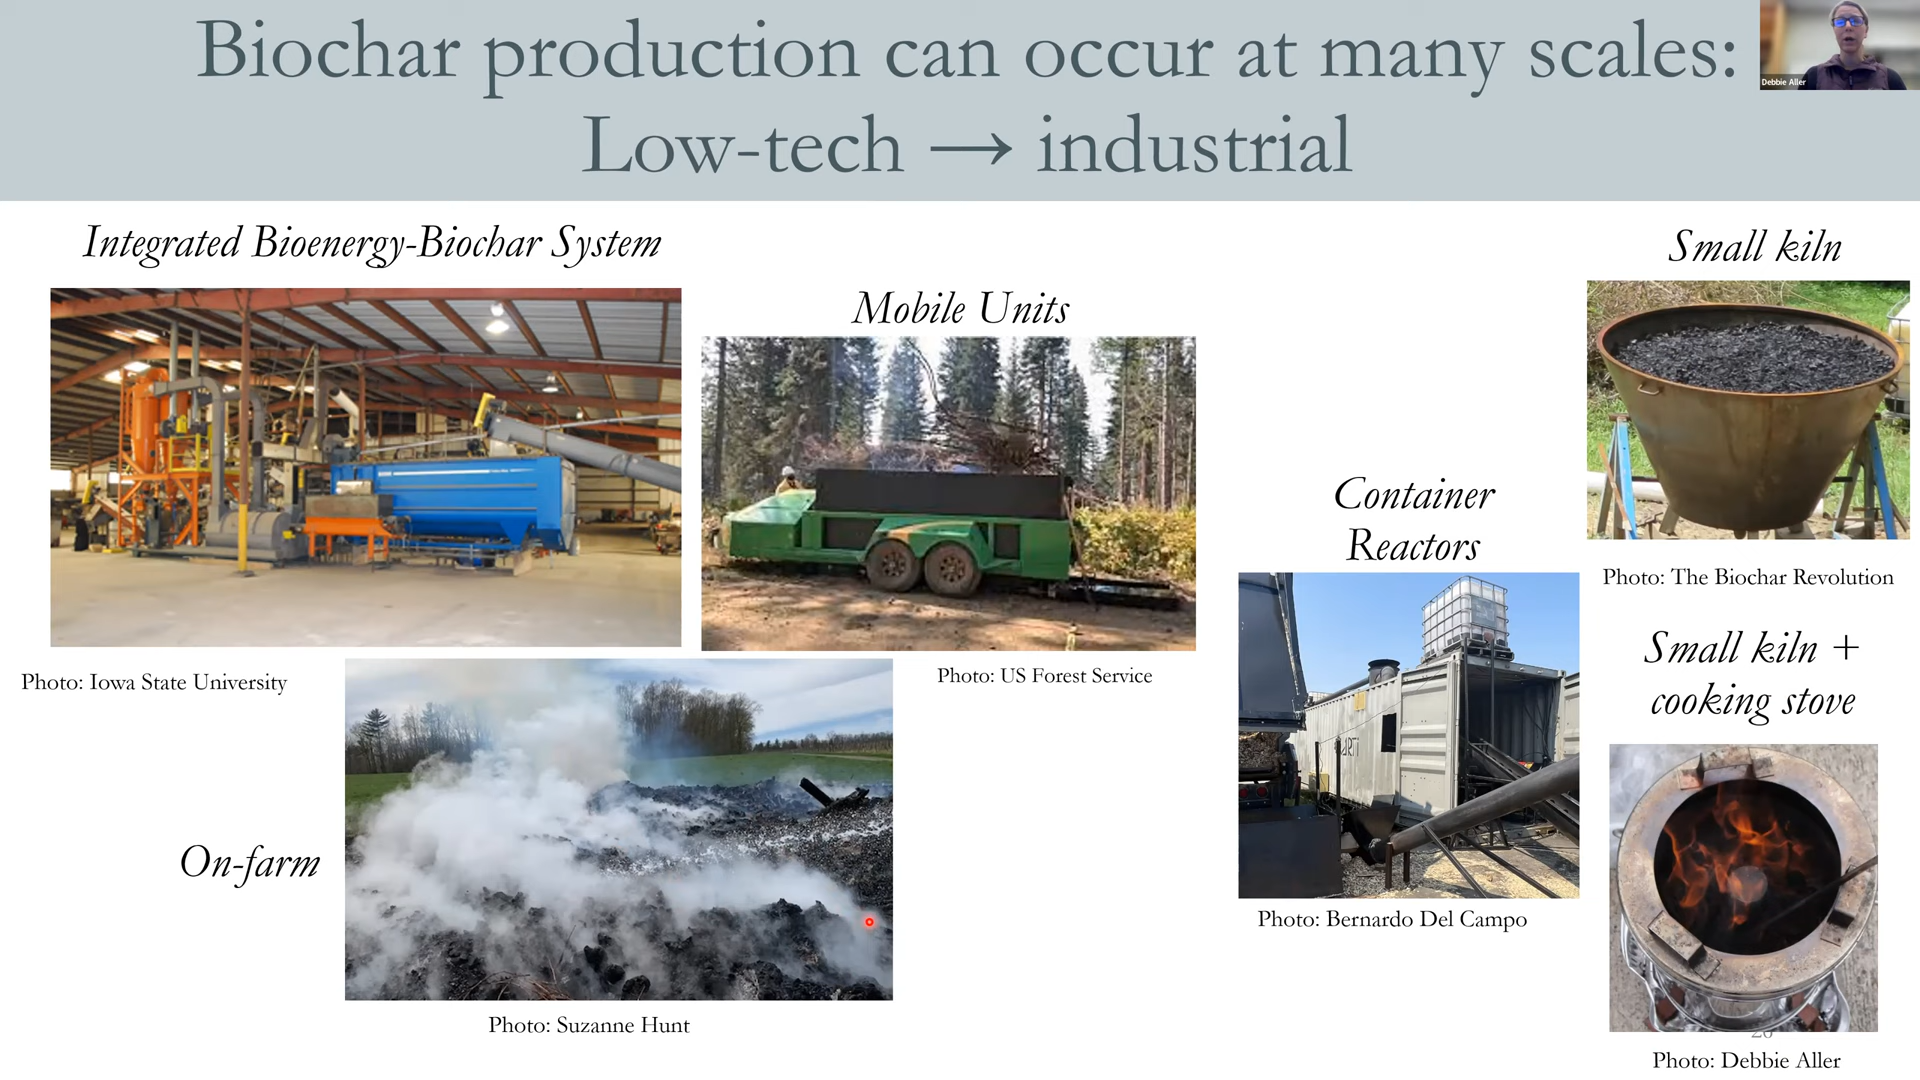 Biochar production can occur at many scales:
Low-tech → industrial
Debbie Aller
Integrated Bioenergy-Biochar System
Photo: Iowa State University
Mobile Units
Photo: US Forest Service
On-farm
Photo: Suzanne Hunt
Container
Reactors
Photo: Bernardo Del Campo
Small kiln
Photo: The Biochar Revolution
Small kiln +
cooking stove
Photo: Debbie Aller